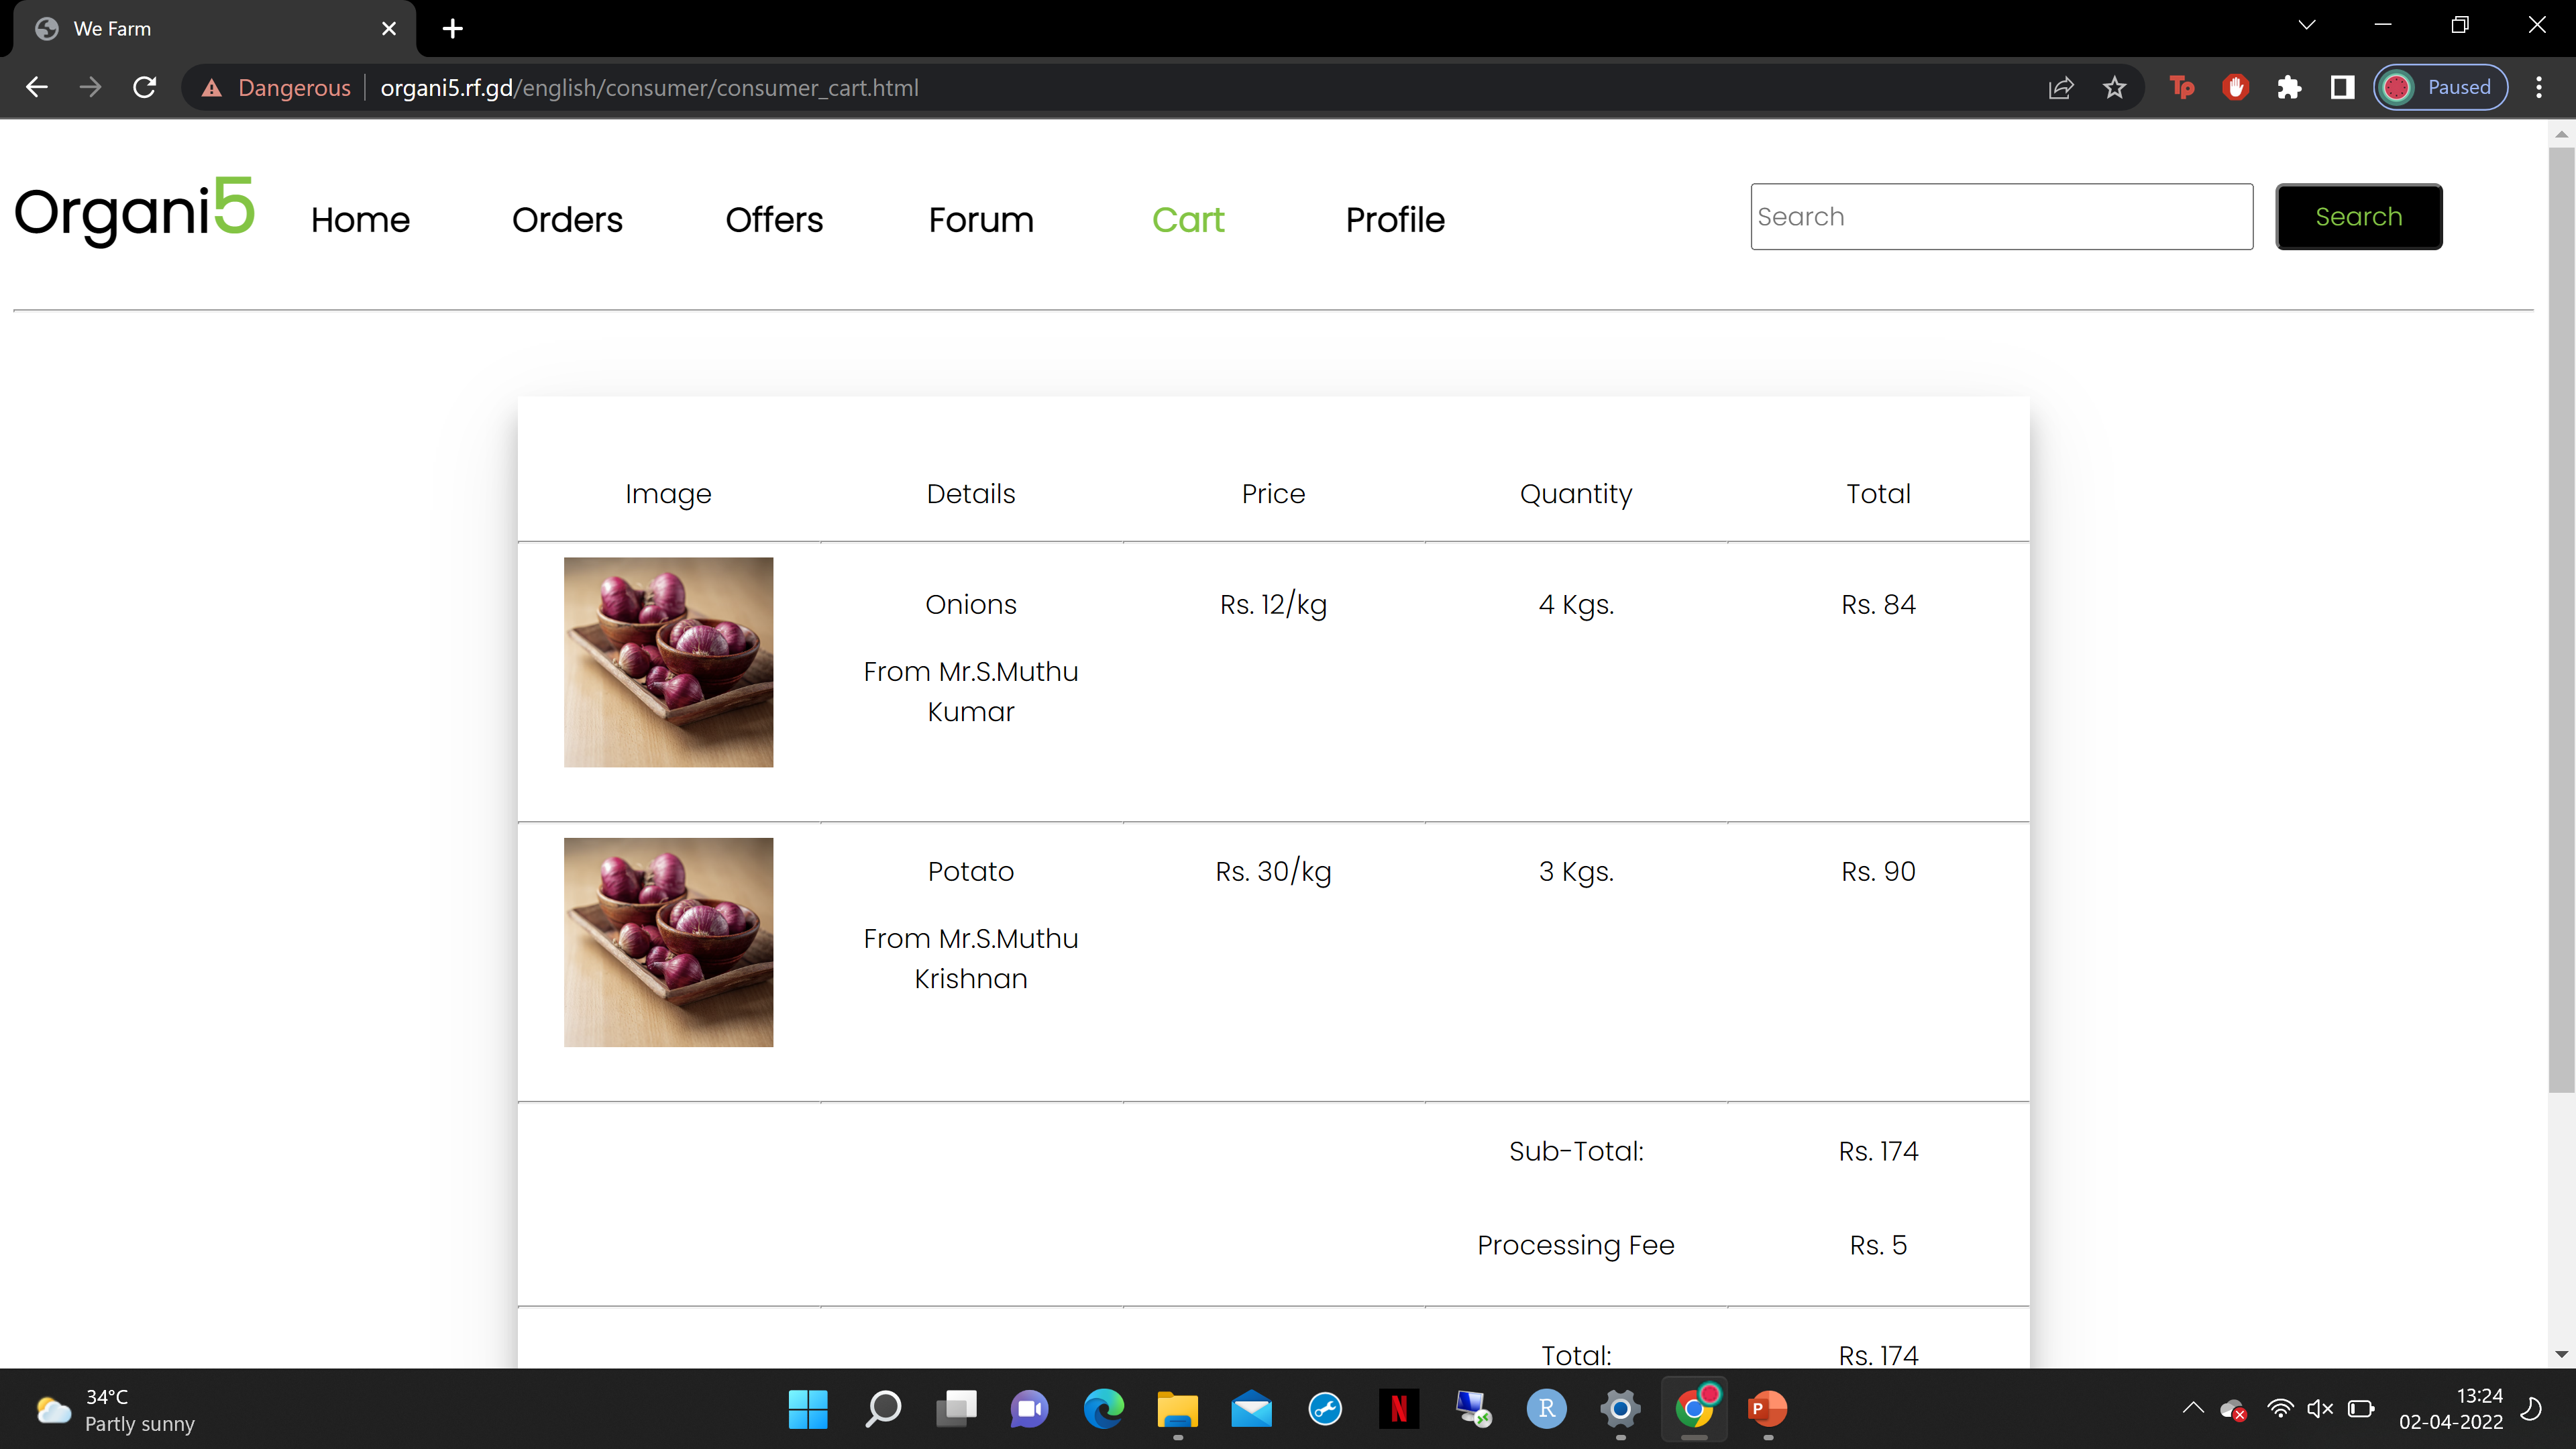 We Farm
Dangerous
organi5.rf.gd/english/consumer/consumer_cart.html
Tp
Paused
Organi5
Home
Orders
Offers
Forum
Cart
Profile
Search
Search
Image
Details
Price
Quantity
Total
Onions
Rs. 12/kg
4 Kgs.
Rs. 84
From Mr.S.Muthu
Kumar
Potato
Rs. 30/kg
3 Kgs.
Rs. 90
From Mr.S.Muthu
Krishnan
Sub-Total:
Rs. 174
Processing Fee
Rs. 5
Total:
Rs. 174
34°C
Partly sunny
N
R
P
13:24
02-04-2022